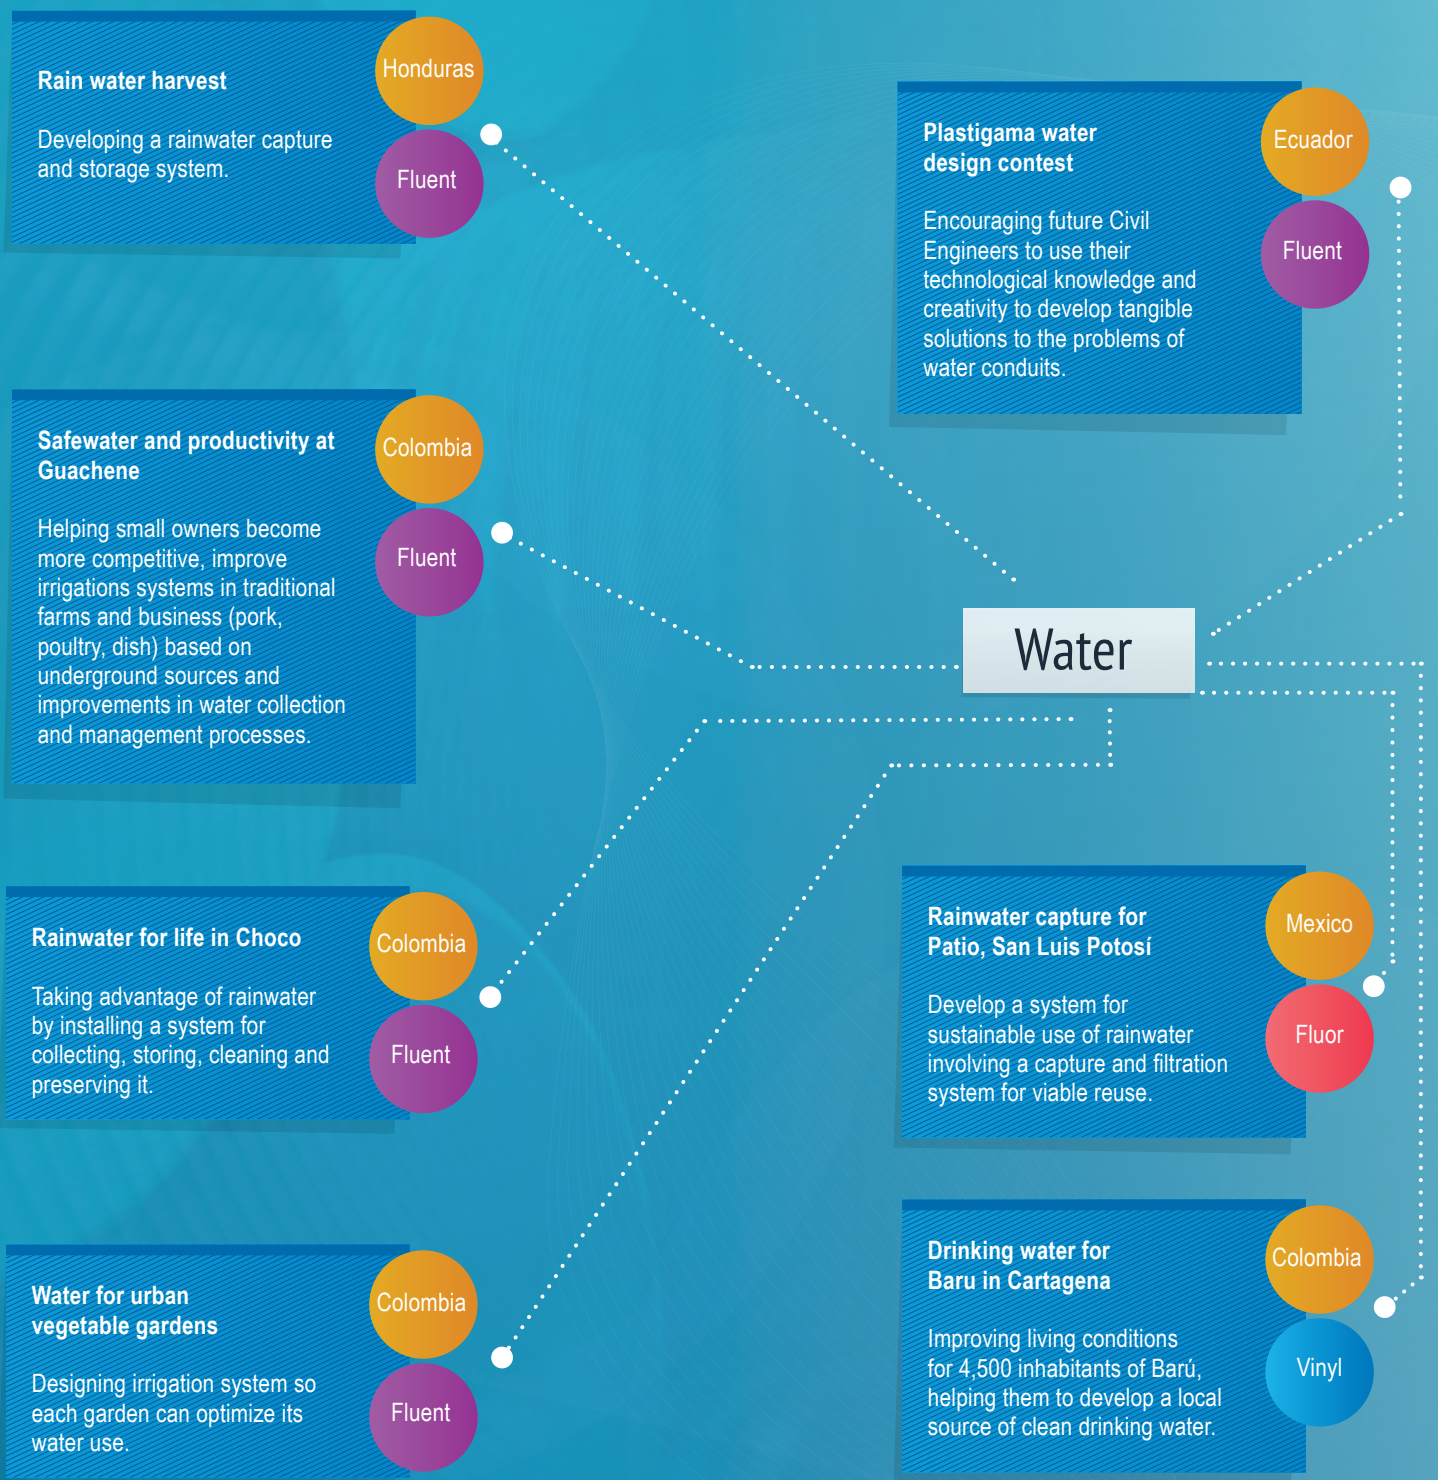 Rain water harvest
Developing a rainwater capture
and storage system.
Honduras
Fluent
Plastigama water
design contest
Encouraging future Civil
Engineers to use their
technological knowledge and
creativity to develop tangible
solutions to the problems of
water conduits.
Ecuador
Fluent
Safewater and productivity at
Guachene
Helping small owners become
more competitive, improve
irrigations systems in traditional
farms and business (pork,
poultry, dish) based on
underground sources and
improvements in water collection
and management processes.
Colombia
Fluent
Water
Rainwater for life in Choco
Taking advantage of rainwater
by installing a system for
collecting, storing, cleaning and
preserving it.
Colombia
Fluent
Rainwater capture for
Patio, San Luis Potosí
Develop a system for
sustainable use of rainwater
involving a capture and filtration
system for viable reuse.
Mexico
Fluor
Water for urban
vegetable gardens
Designing irrigation system so
each garden can optimize its
water use.
Colombia
Fluent
Drinking water for
Baru in Cartagena
Improving living conditions
for 4,500 inhabitants of Barú,
helping them to develop a local
source of clean drinking water.
Colombia
Vinyl